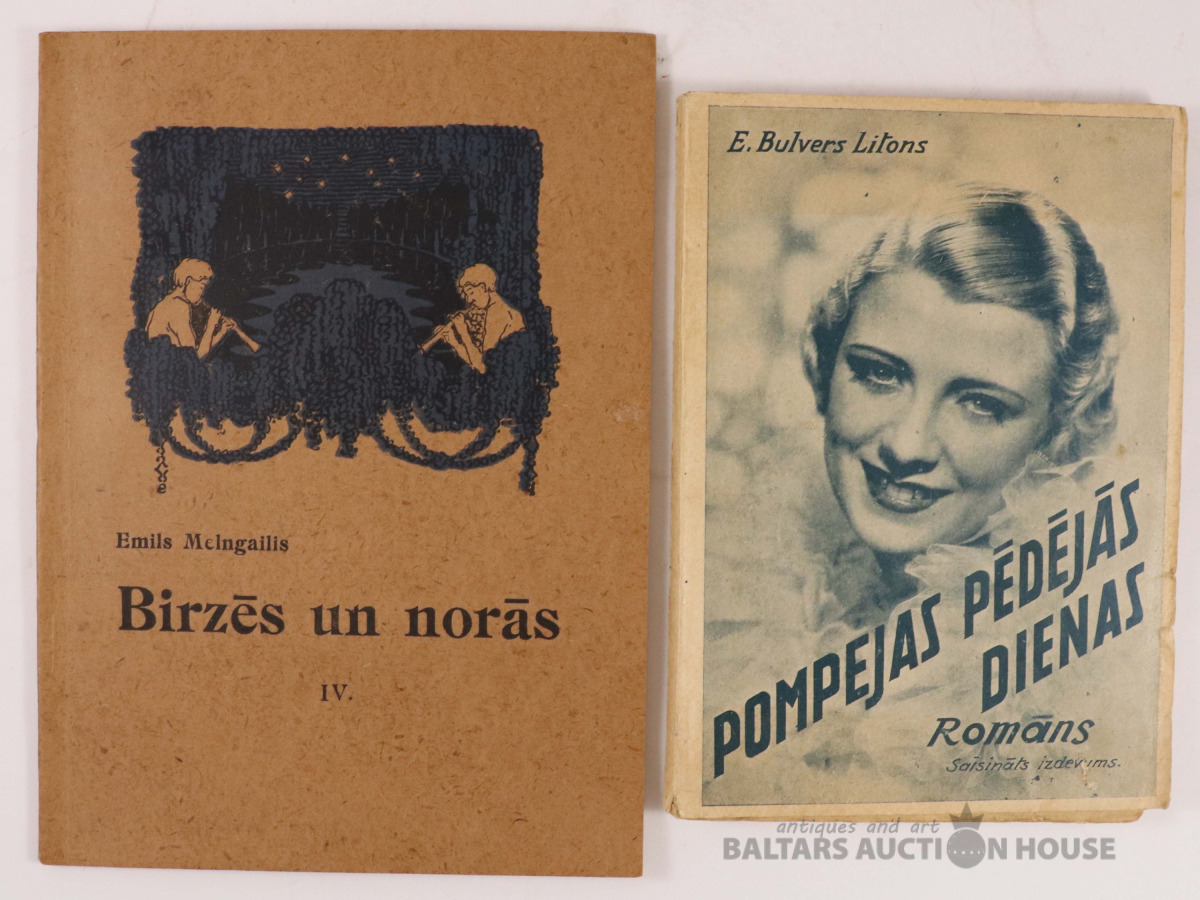 Emils Melngailis
Birzēs un norās
IV.
E. Bulvers Litons
POMPEJAS PĒDĒJĀS
DIENAS
Romāns
Saīsināts izdevums.
antiques and art
BALTARS AUCTION HOUSE